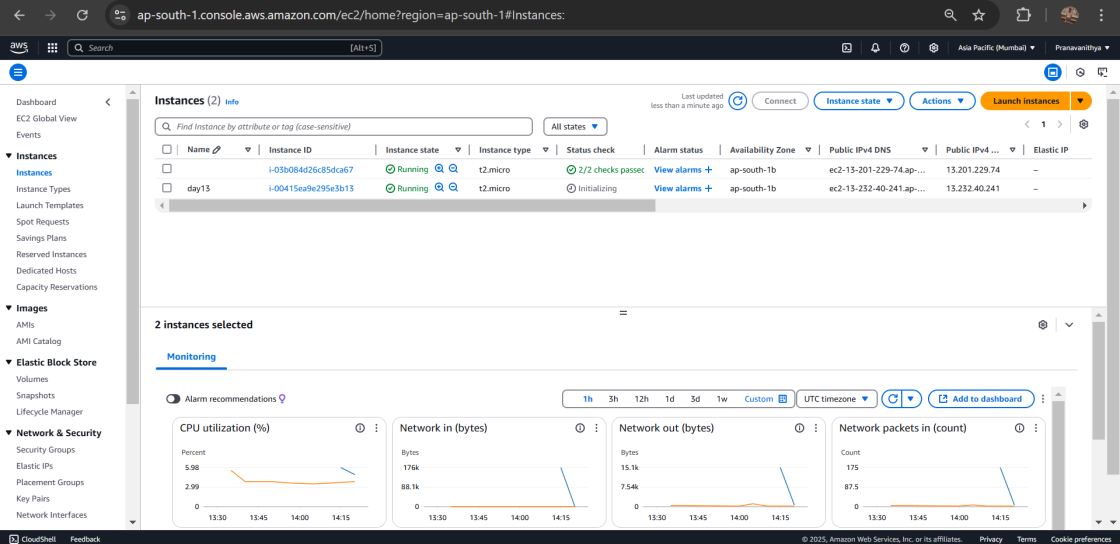 ap-south-1.console.aws.amazon.com/ec2/home?region=ap-south-1#Instances:
aws Search [Alt+S] Asia Pacific (Mumbai) Pranavanithya
Dashboard
EC2 Global View
Events
Instances
Instances
Instance Types
Launch Templates
Spot Requests
Savings Plans
Reserved Instances
Dedicated Hosts
Capacity Reservations
Images
AMIs
AMI Catalog
Elastic Block Store
Volumes
Snapshots
Lifecycle Manager
Network & Security
Security Groups
Elastic IPs
Placement Groups
Key Pairs
Network Interfaces
Instances (2) Info
Last updated
less than a minute ago
Connect Instance state Actions Launch instances
Find Instance by attribute or tag (case-sensitive) All states 1
Name Instance ID Instance state Instance type Status check Alarm status Availability Zone Public IPv4 DNS Public IPv4 ... Elastic IP
i-03b084d26c85dca67 Running t2.micro 2/2 checks passec View alarms + ap-south-1b ec2-13-201-229-74.ap-... 13.201.229.74 –
day13 i-00415ea9e295e3b13 Running t2.micro Initializing View alarms + ap-south-1b ec2-13-232-40-241.ap-... 13.232.40.241 –
2 instances selected
Monitoring
Alarm recommendations 1h 3h 12h 1d 3d 1w Custom UTC timezone Add to dashboard
CPU utilization (%)
Percent
5.98
2.99
0
13:30 13:45 14:00 14:15
Network in (bytes)
Bytes
176k
88.1k
0
13:30 13:45 14:00 14:15
Network out (bytes)
Bytes
15.1k
7.54k
0
13:30 13:45 14:00 14:15
Network packets in (count)
Count
175
87.5
0
13:30 13:45 14:00 14:15
CloudShell Feedback © 2025, Amazon Web Services, Inc. or its affiliates. Privacy Terms Cookie preferences